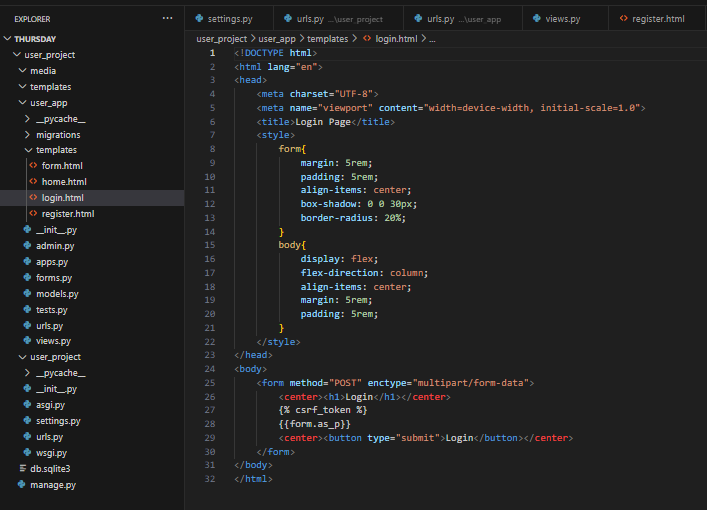 EXPLORER ...
THURSDAY
user_project
media
templates
user_app
__pycache__
migrations
templates
<> form.html
<> home.html
<> login.html
<> register.html
__init__.py
admin.py
apps.py
forms.py
models.py
tests.py
urls.py
views.py
user_project
__pycache__
__init__.py
asgi.py
settings.py
urls.py
wsgi.py
db.sqlite3
manage.py
settings.py urls.py ...\user_project urls.py ...\user_app views.py <> register.html
user_project > user_app > templates > <> login.html > ...
1 <!DOCTYPE html>
2 <html lang="en">
3 <head>
4 <meta charset="UTF-8">
5 <meta name="viewport" content="width=device-width, initial-scale=1.0">
6 <title>Login Page</title>
7 <style>
8 form{
9 margin: 5rem;
10 padding: 5rem;
11 align-items: center;
12 box-shadow: 0 0 30px;
13 border-radius: 20%;
14 }
15 body{
16 display: flex;
17 flex-direction: column;
18 align-items: center;
19 margin: 5rem;
20 padding: 5rem;
21 }
22 </style>
23 </head>
24 <body>
25 <form method="POST" enctype="multipart/form-data">
26 <center><h1>Login</h1></center>
27 {% csrf_token %}
28 {{form.as_p}}
29 <center><button type="submit">Login</button></center>
30 </form>
31 </body>
32 </html>